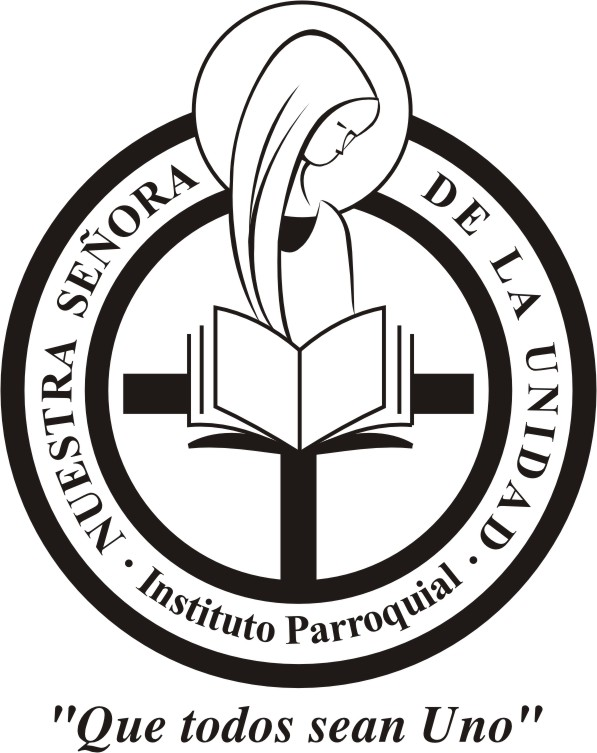 NUESTRA SEÑORA DE LA UNIDAD
· Instituto Parroquial ·
"Que todos sean Uno"